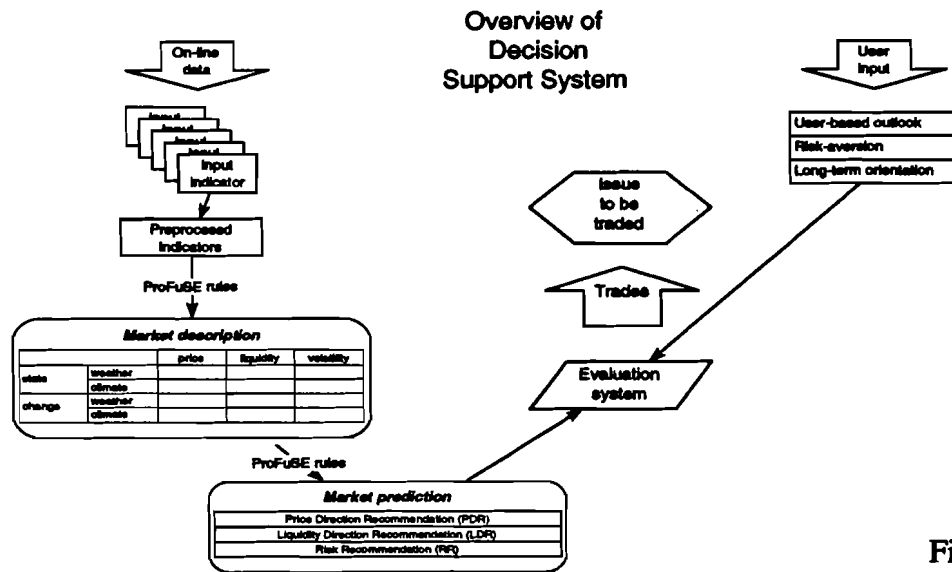 Overview of
Decision
Support System
On-line
data
Input
Input
Input
Input
Input
Indicator
Preprocessed
Indicators
ProFuSE rules
Market description
price liquidity volatility
state weather
climate
change weather
climate
ProFuSE rules
Market prediction
Price Direction Recommendation (PDR)
Liquidity Direction Recommendation (LDR)
Risk Recommendation (RR)
User
Input
User-based outlook
Risk-aversion
Long-term orientation
Issue
to be
traded
Trades
Evaluation
system